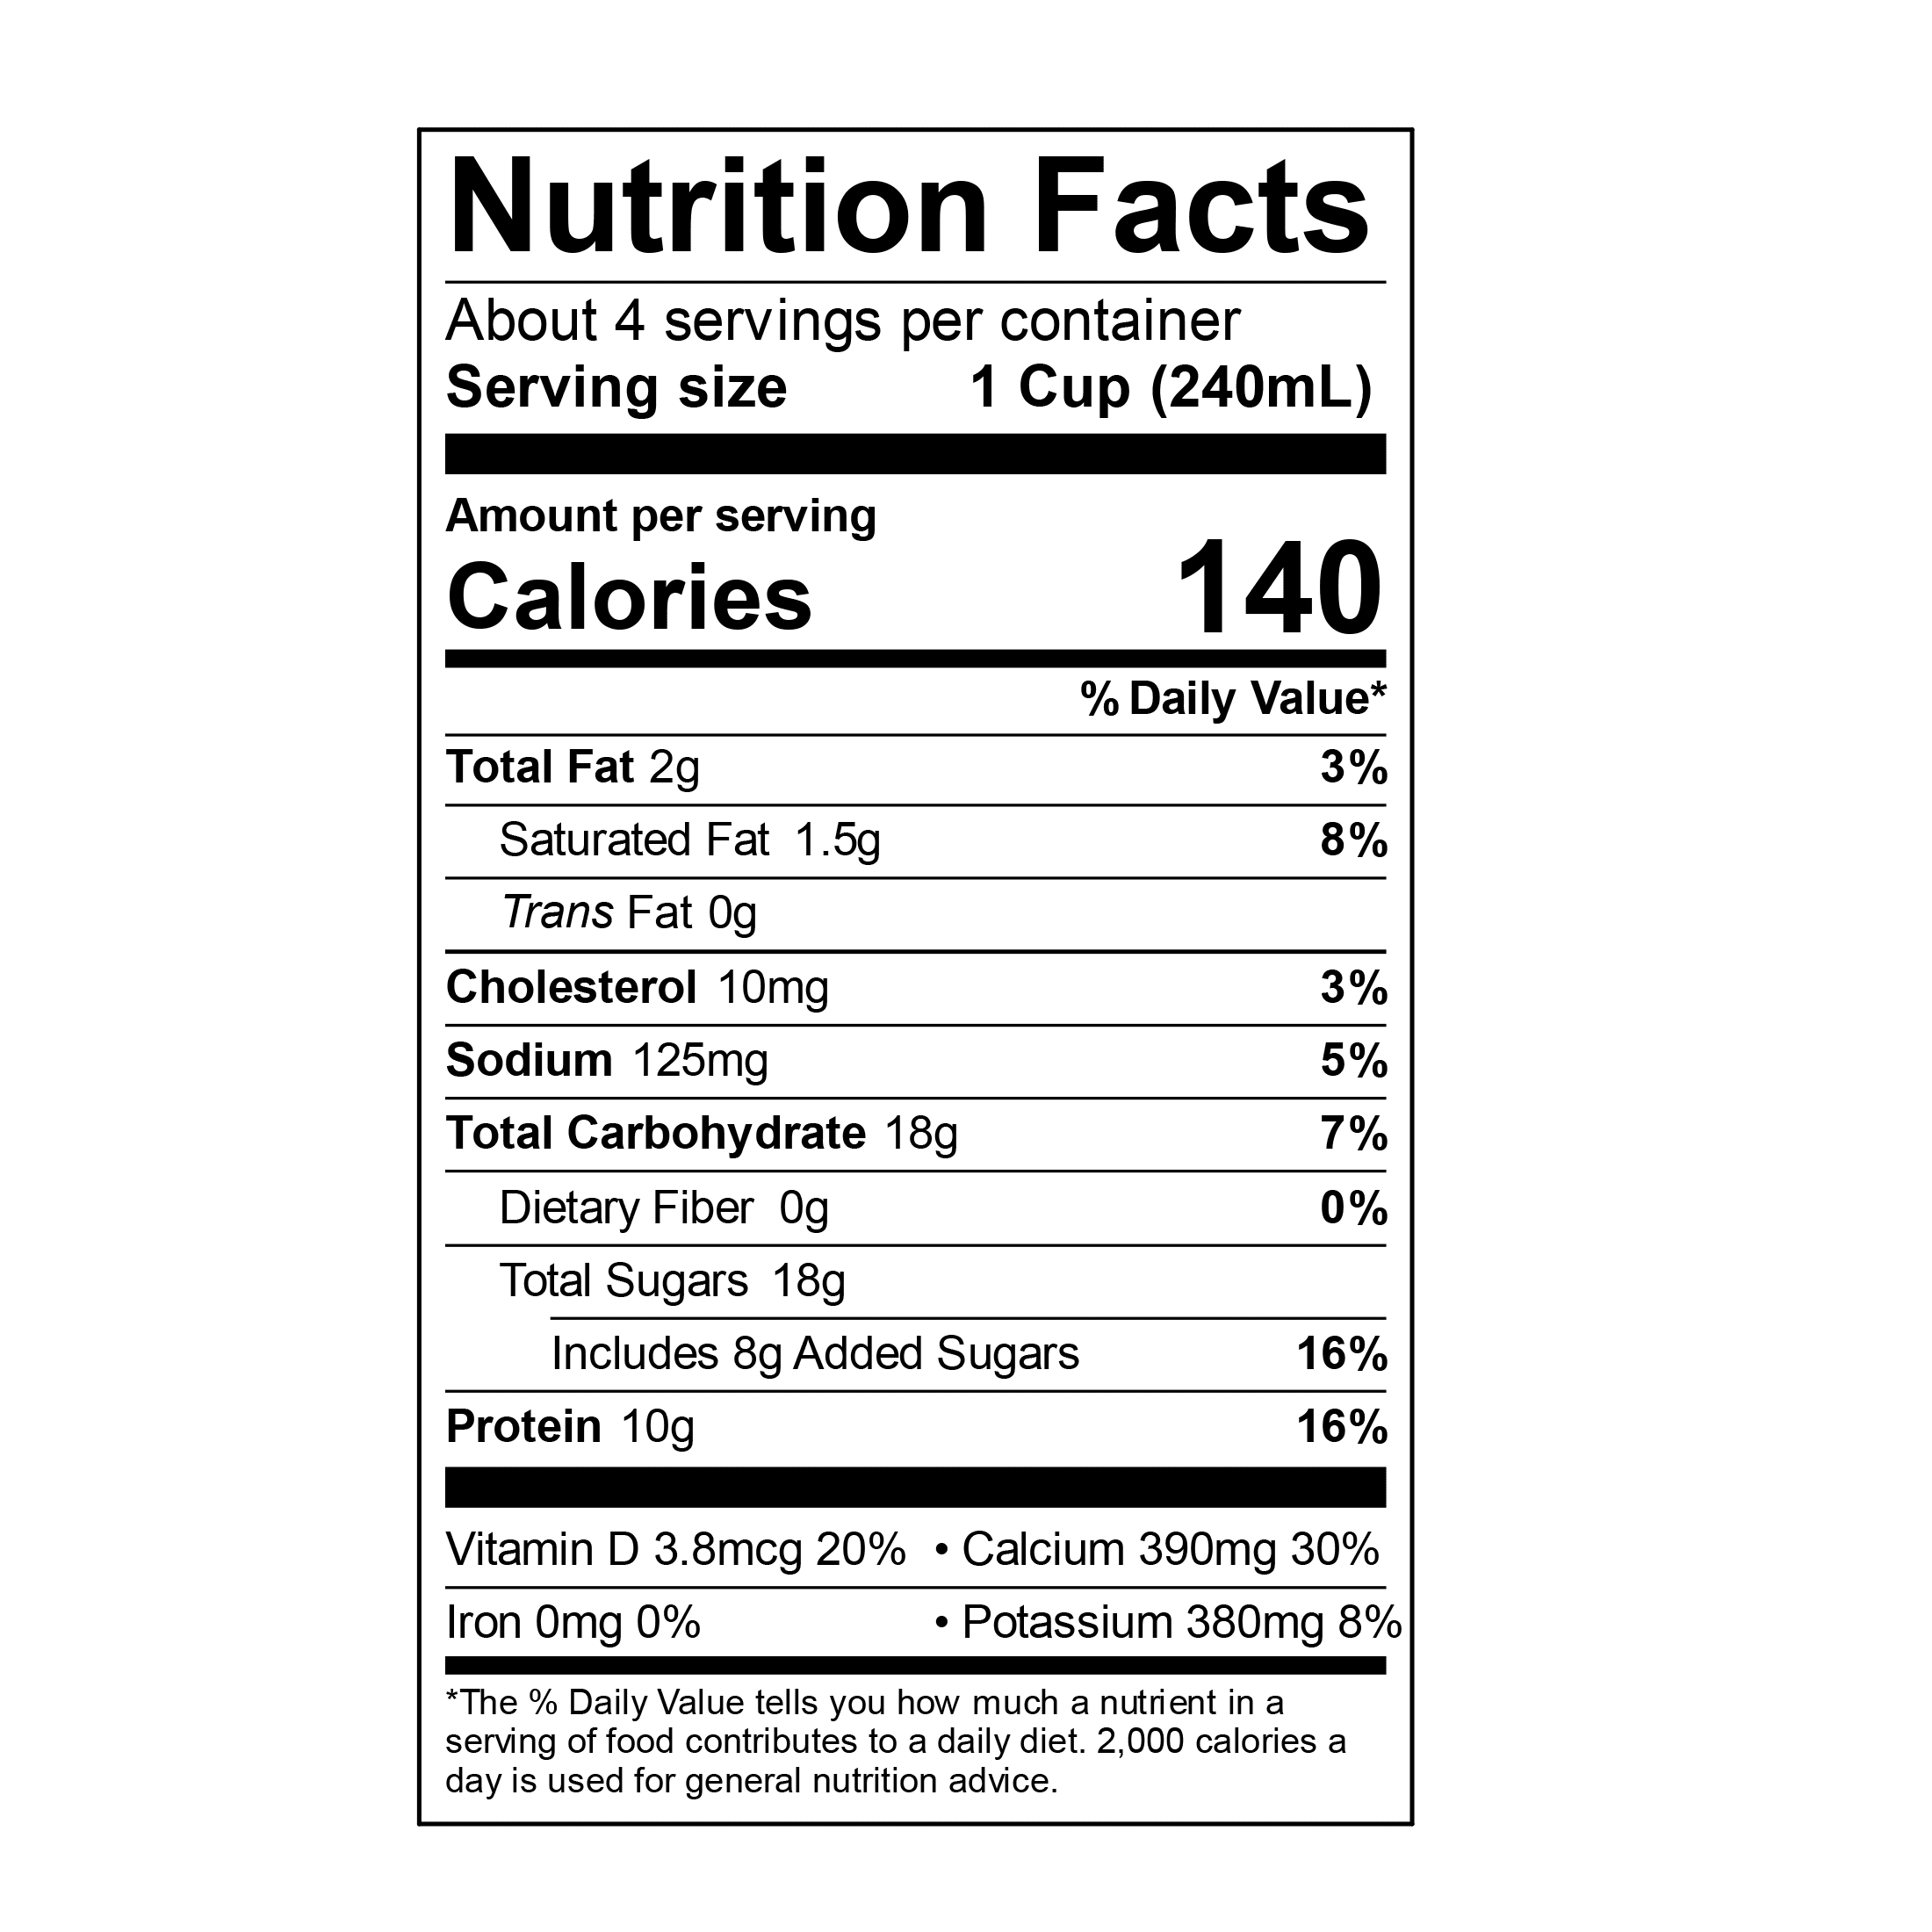 Nutrition Facts
About 4 servings per container
Serving size 1 Cup (240mL)
Amount per serving
Calories 140
% Daily Value*
Total Fat 2g 3%
Saturated Fat 1.5g 8%
Trans Fat 0g
Cholesterol 10mg 3%
Sodium 125mg 5%
Total Carbohydrate 18g 7%
Dietary Fiber 0g 0%
Total Sugars 18g
Includes 8g Added Sugars 16%
Protein 10g 16%
Vitamin D 3.8mcg 20% • Calcium 390mg 30%
Iron 0mg 0% • Potassium 380mg 8%
*The % Daily Value tells you how much a nutrient in a
serving of food contributes to a daily diet. 2,000 calories a
day is used for general nutrition advice.